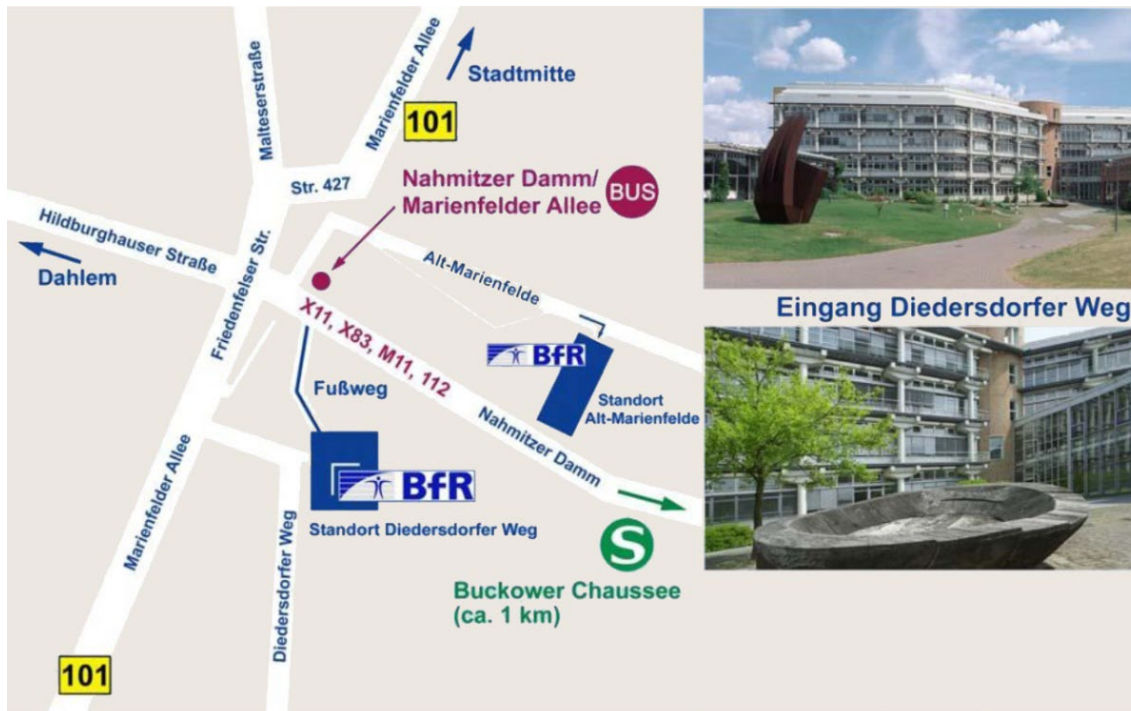 Malteserstraße
Marienfelder Allee
Stadtmitte
101
Str. 427
Nahmitzer Damm/
Marienfelder Allee
BUS
Hildburghauser Straße
Dahlem
Friedenfelser Str.
Alt-Marienfelde
X11, X83, M11, 112
BfR
Fußweg
Standort
Alt-Marienfelde
Nahmitzer Damm
BfR
Standort Diedersdorfer Weg
Marienfelder Allee
Diedersdorfer Weg
S
Buckower Chaussee
(ca. 1 km)
101
Eingang Diedersdorfer Weg